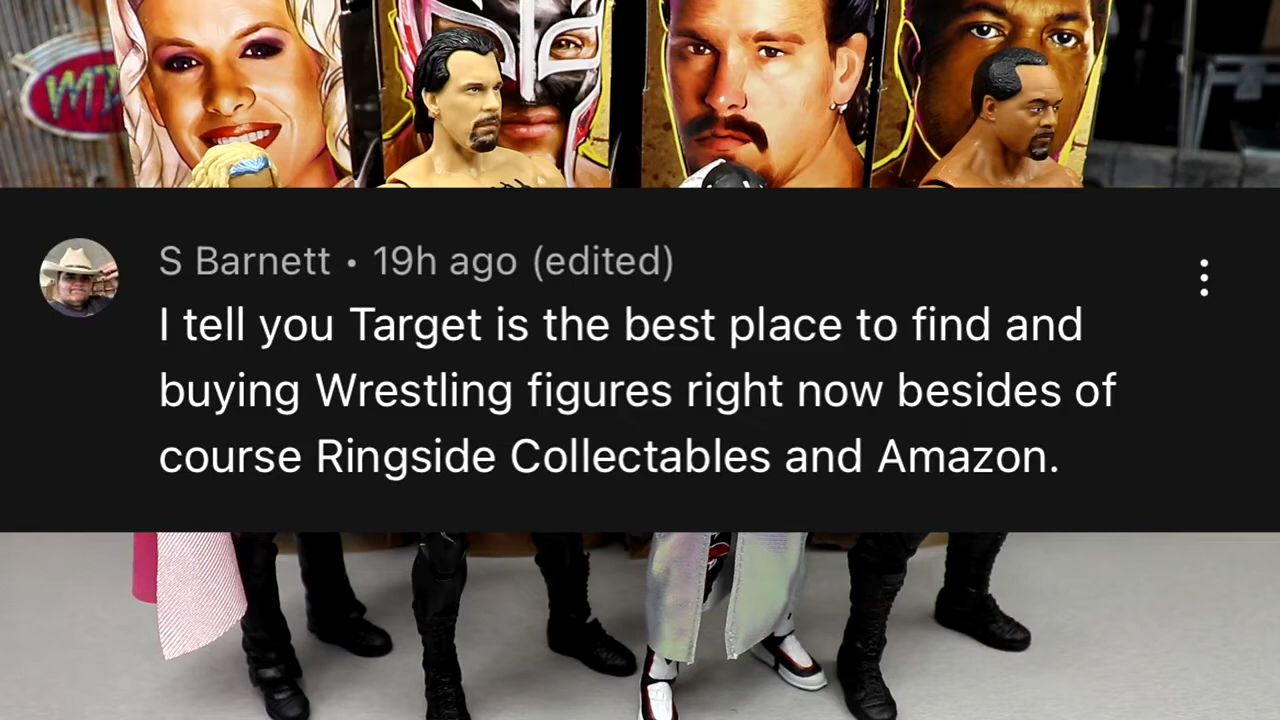 S Barnett • 19h ago (edited)
I tell you Target is the best place to find and
buying Wrestling figures right now besides of
course Ringside Collectables and Amazon.